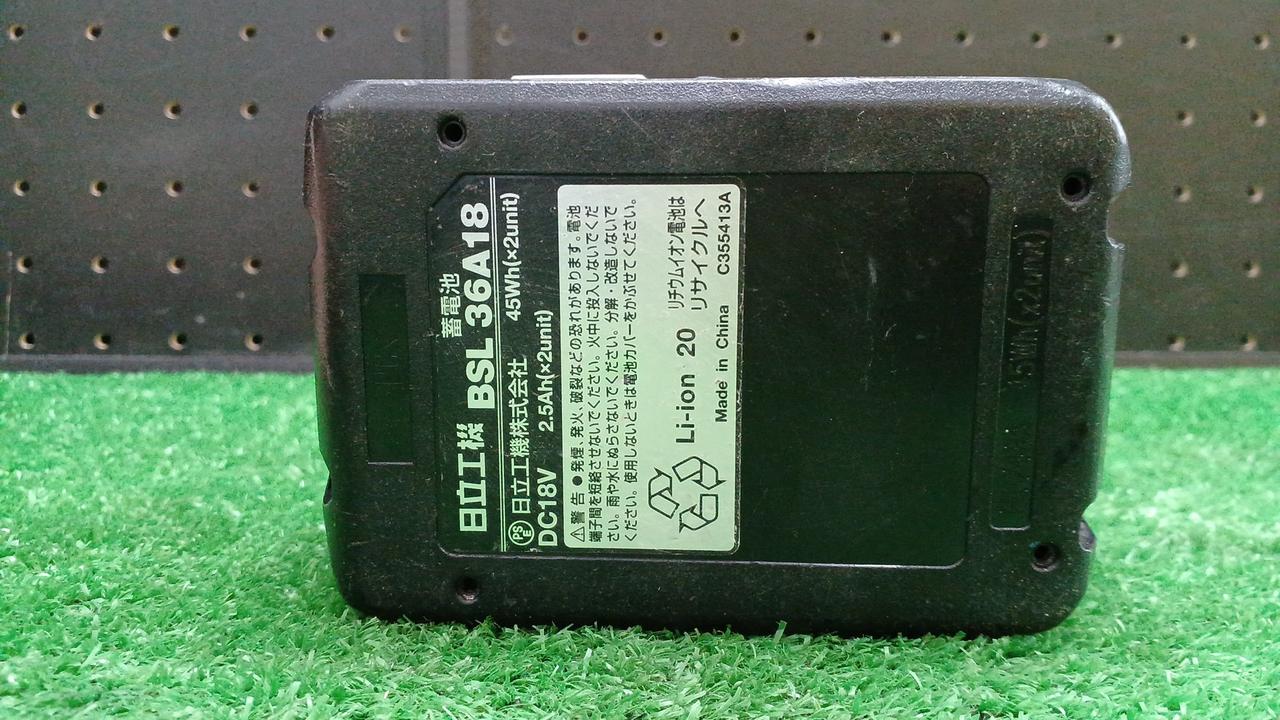 蓄電池
日立工機 BSL 36A18
PS
E
日立工機株式会社 45Wh(×2unit)
DC18V 2.5Ah(×2unit)
⚠警告 ●発煙、発火、破裂などの恐れがあります。電池
端子間を短絡させないでください。火中に投入しないでくだ
さい。雨や水にぬらさないでください。分解・改造しないで
ください。使用しないときは電池カバーをかぶせてください。
Li-ion 20
リチウムイオン電池は
リサイクルへ
Made in China C355413A